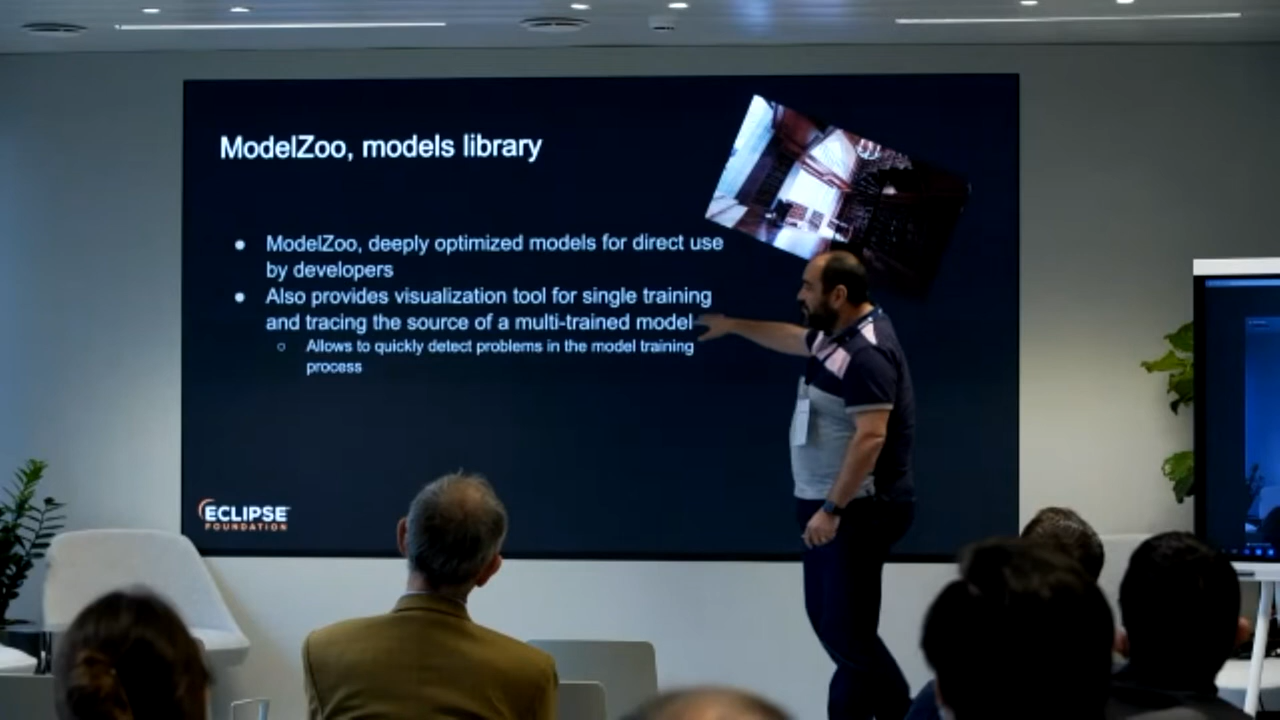 ModelZoo, models library
● ModelZoo, deeply optimized models for direct use
by developers
● Also provides visualization tool for single training
and tracing the source of a multi-trained model
○ Allows to quickly detect problems in the model training
process
ECLIPSE
FOUNDATION